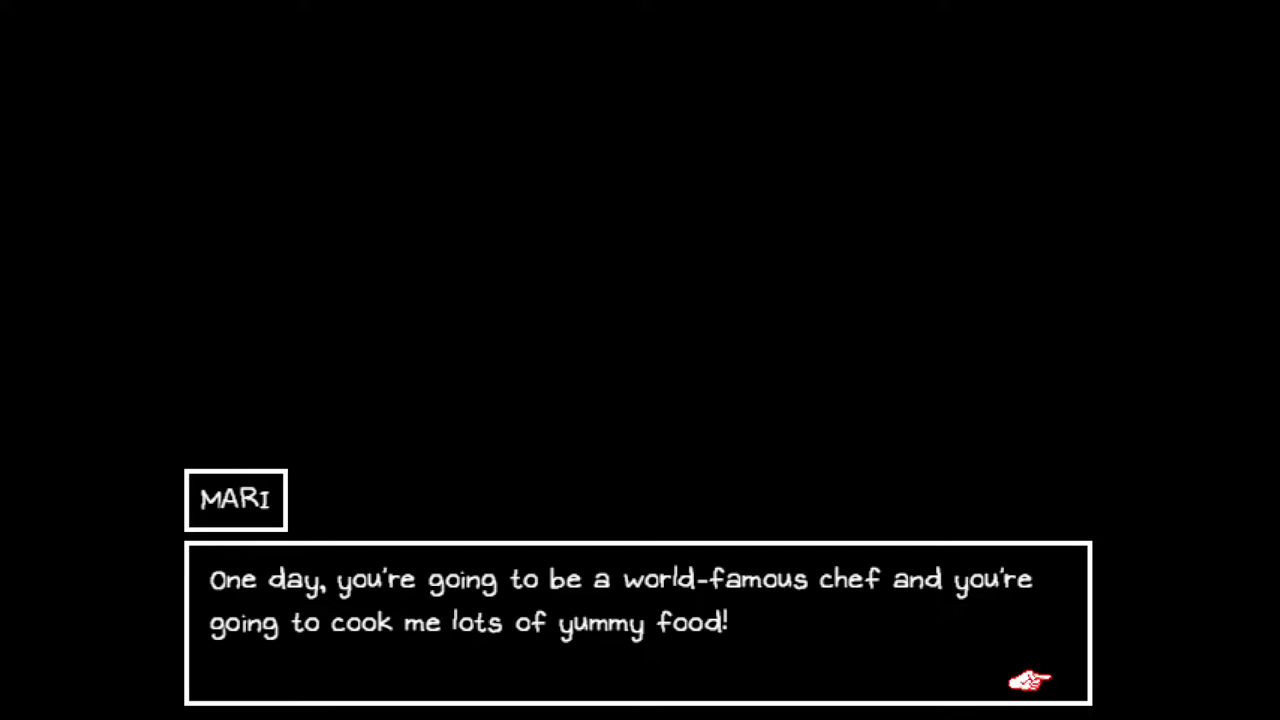 MARI
One day, you're going to be a world-famous chef and you're
going to cook me lots of yummy food!